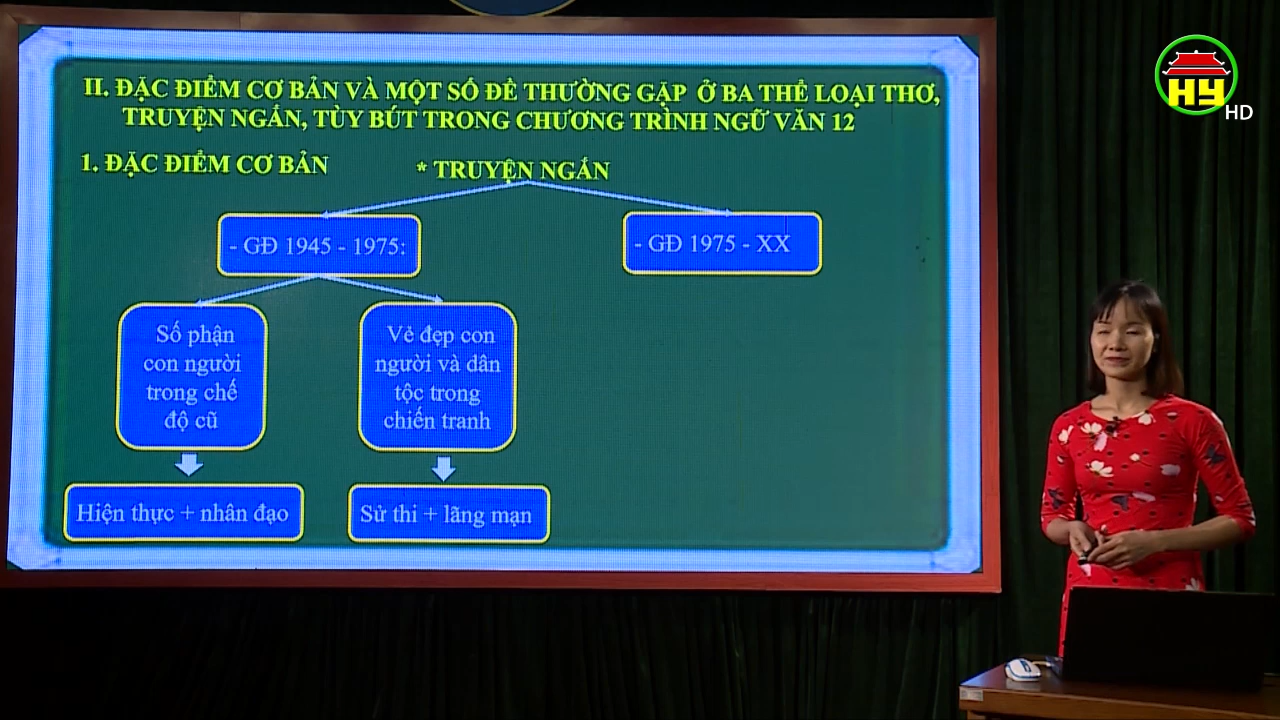 II. ĐẶC ĐIỂM CƠ BẢN VÀ MỘT SỐ ĐỀ THƯỜNG GẶP Ở BA THỂ LOẠI THƠ,
TRUYỆN NGẮN, TÙY BÚT TRONG CHƯƠNG TRÌNH NGỮ VĂN 12
1. ĐẶC ĐIỂM CƠ BẢN
* TRUYỆN NGẮN
- GĐ 1945 - 1975:
- GĐ 1975 - XX
Số phận
con người
trong chế
độ cũ
Vẻ đẹp con
người và dân
tộc trong
chiến tranh
Hiện thực + nhân đạo
Sử thi + lãng mạn
HY
HD